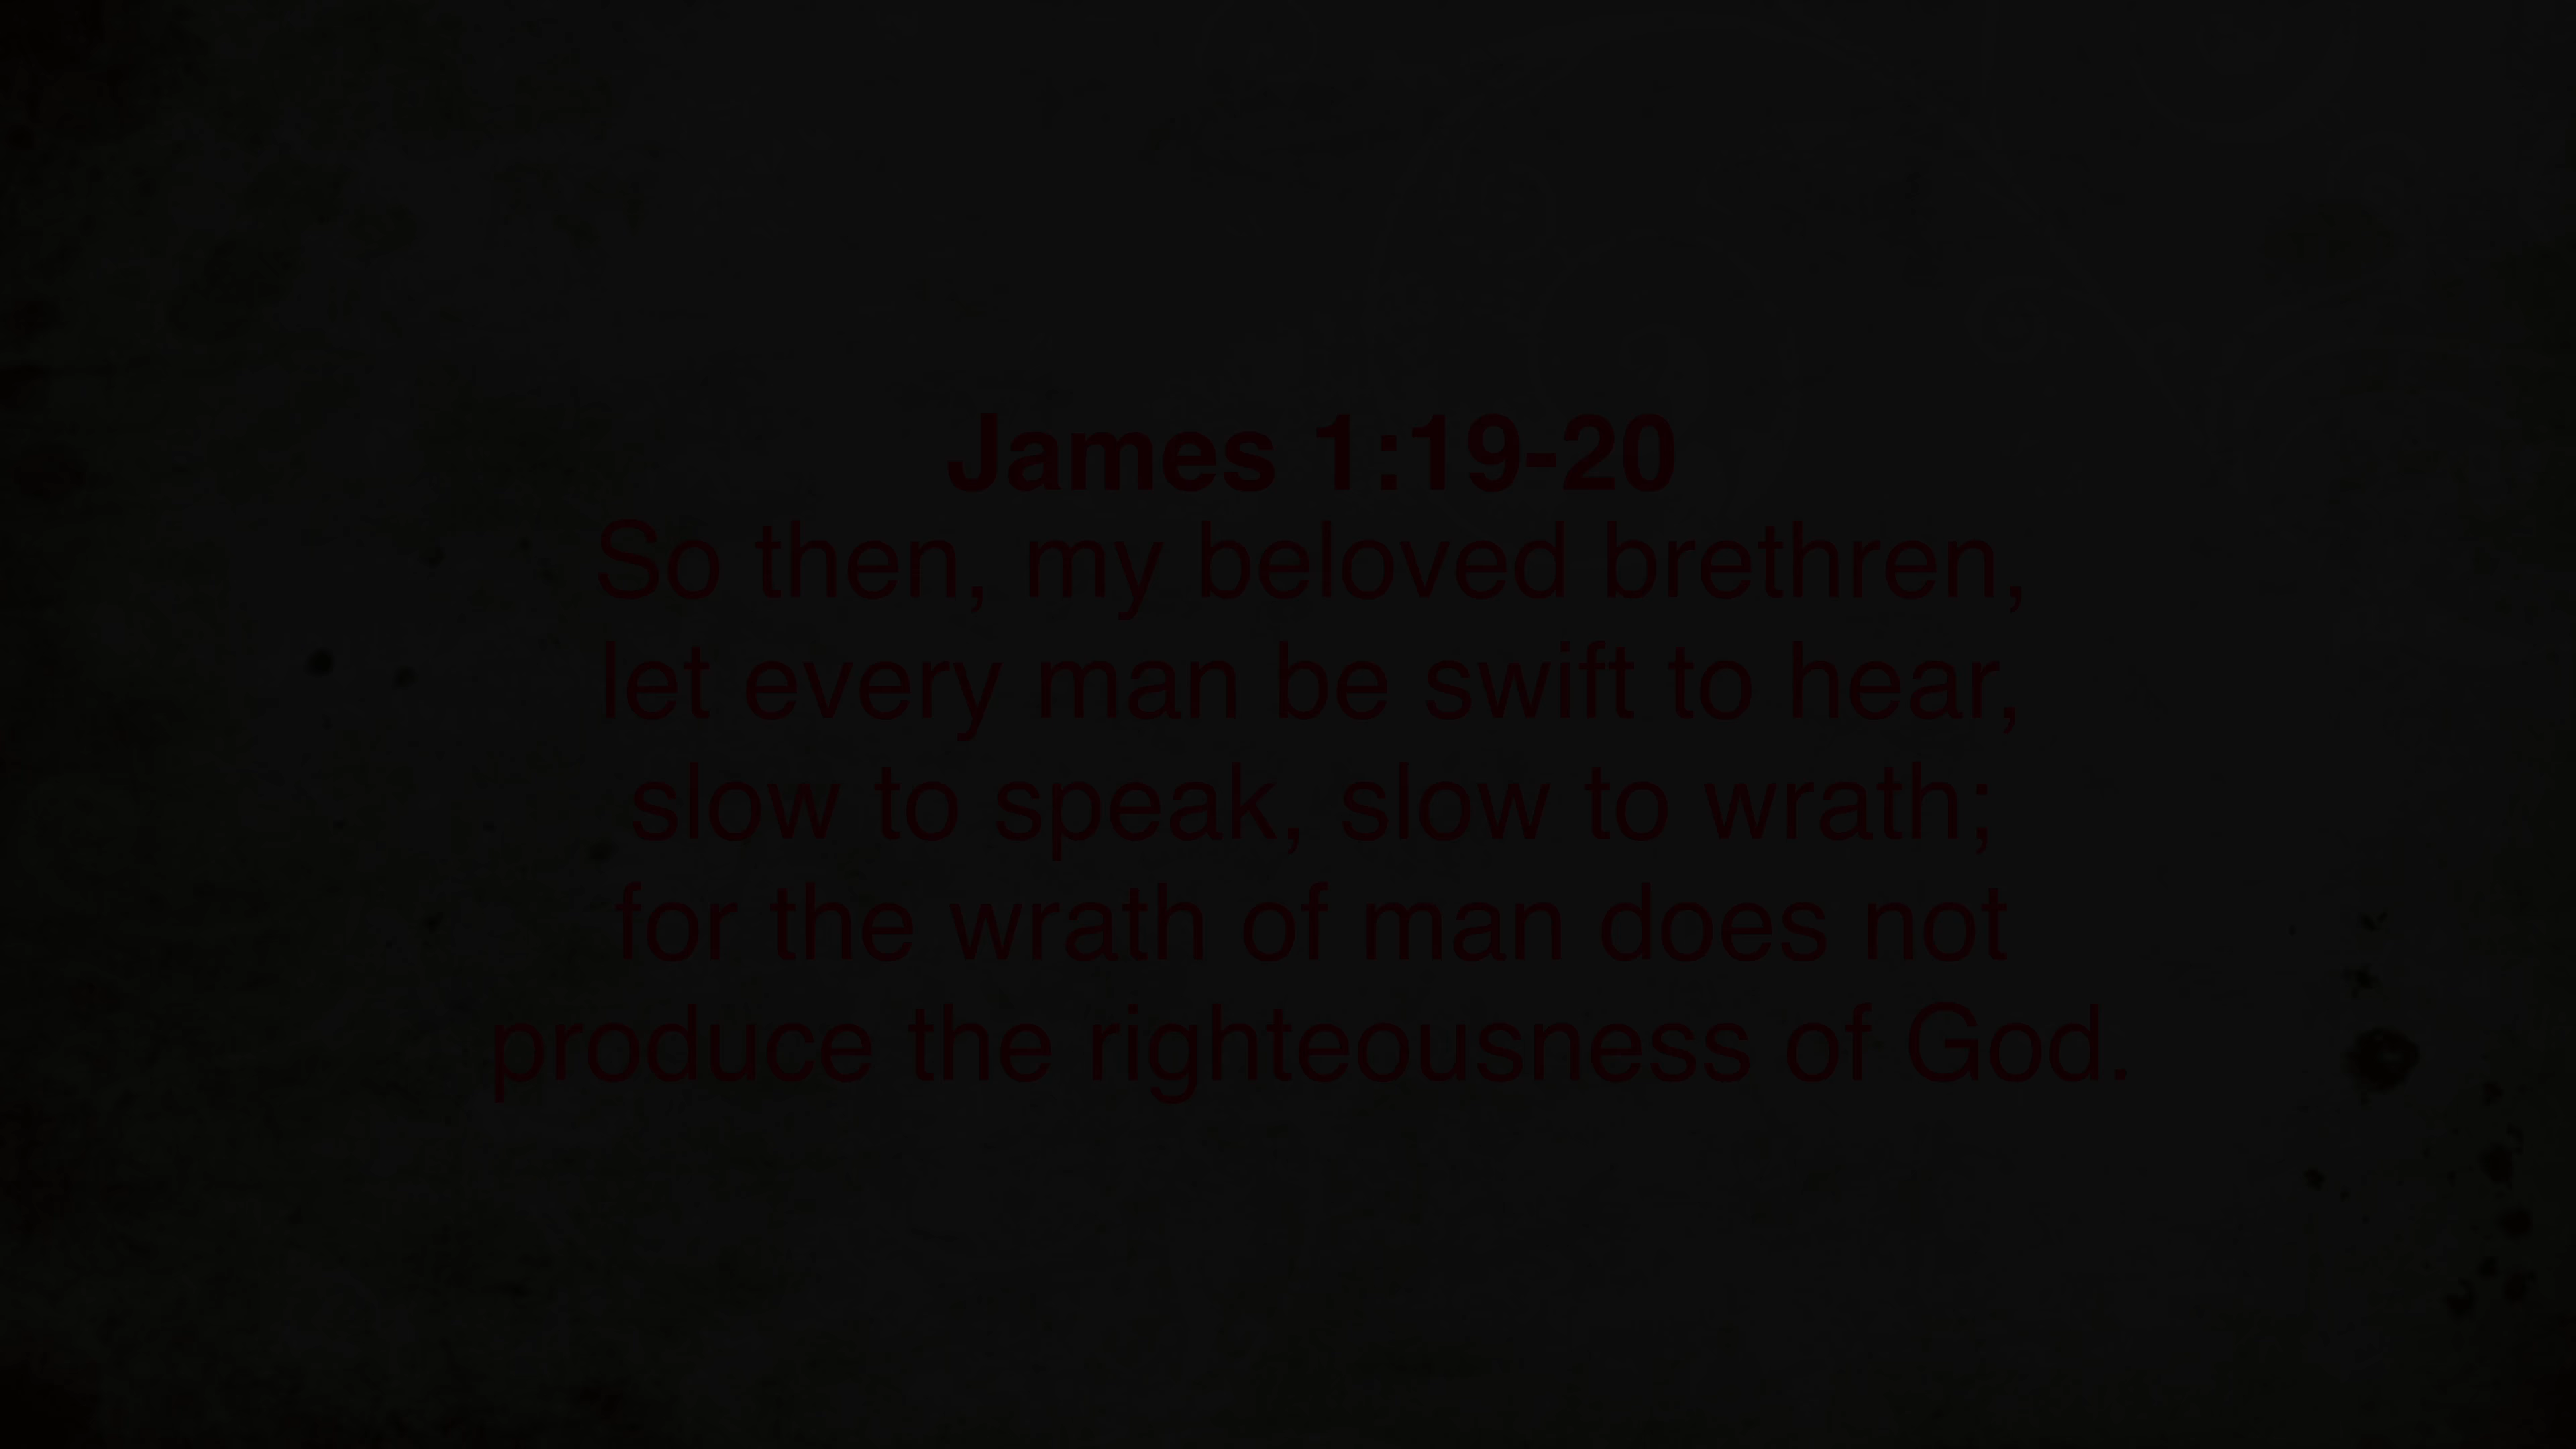 James 1:19-20
So then, my beloved brethren,
let every man be swift to hear,
slow to speak, slow to wrath;
for the wrath of man does not
produce the righteousness of God.